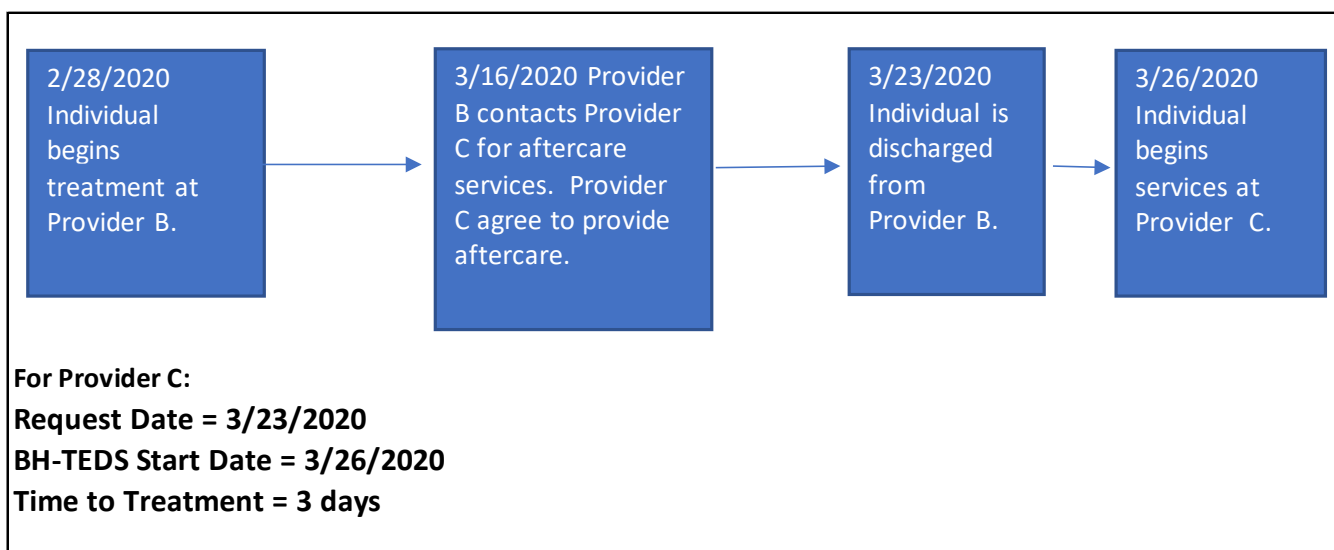 2/28/2020
Individual
begins
treatment at
Provider B.
3/16/2020 Provider
B contacts Provider
C for aftercare
services. Provider
C agree to provide
aftercare.
3/23/2020
Individual is
discharged
from
Provider B.
3/26/2020
Individual
begins
services at
Provider C.
For Provider C:
Request Date = 3/23/2020
BH-TEDS Start Date = 3/26/2020
Time to Treatment = 3 days